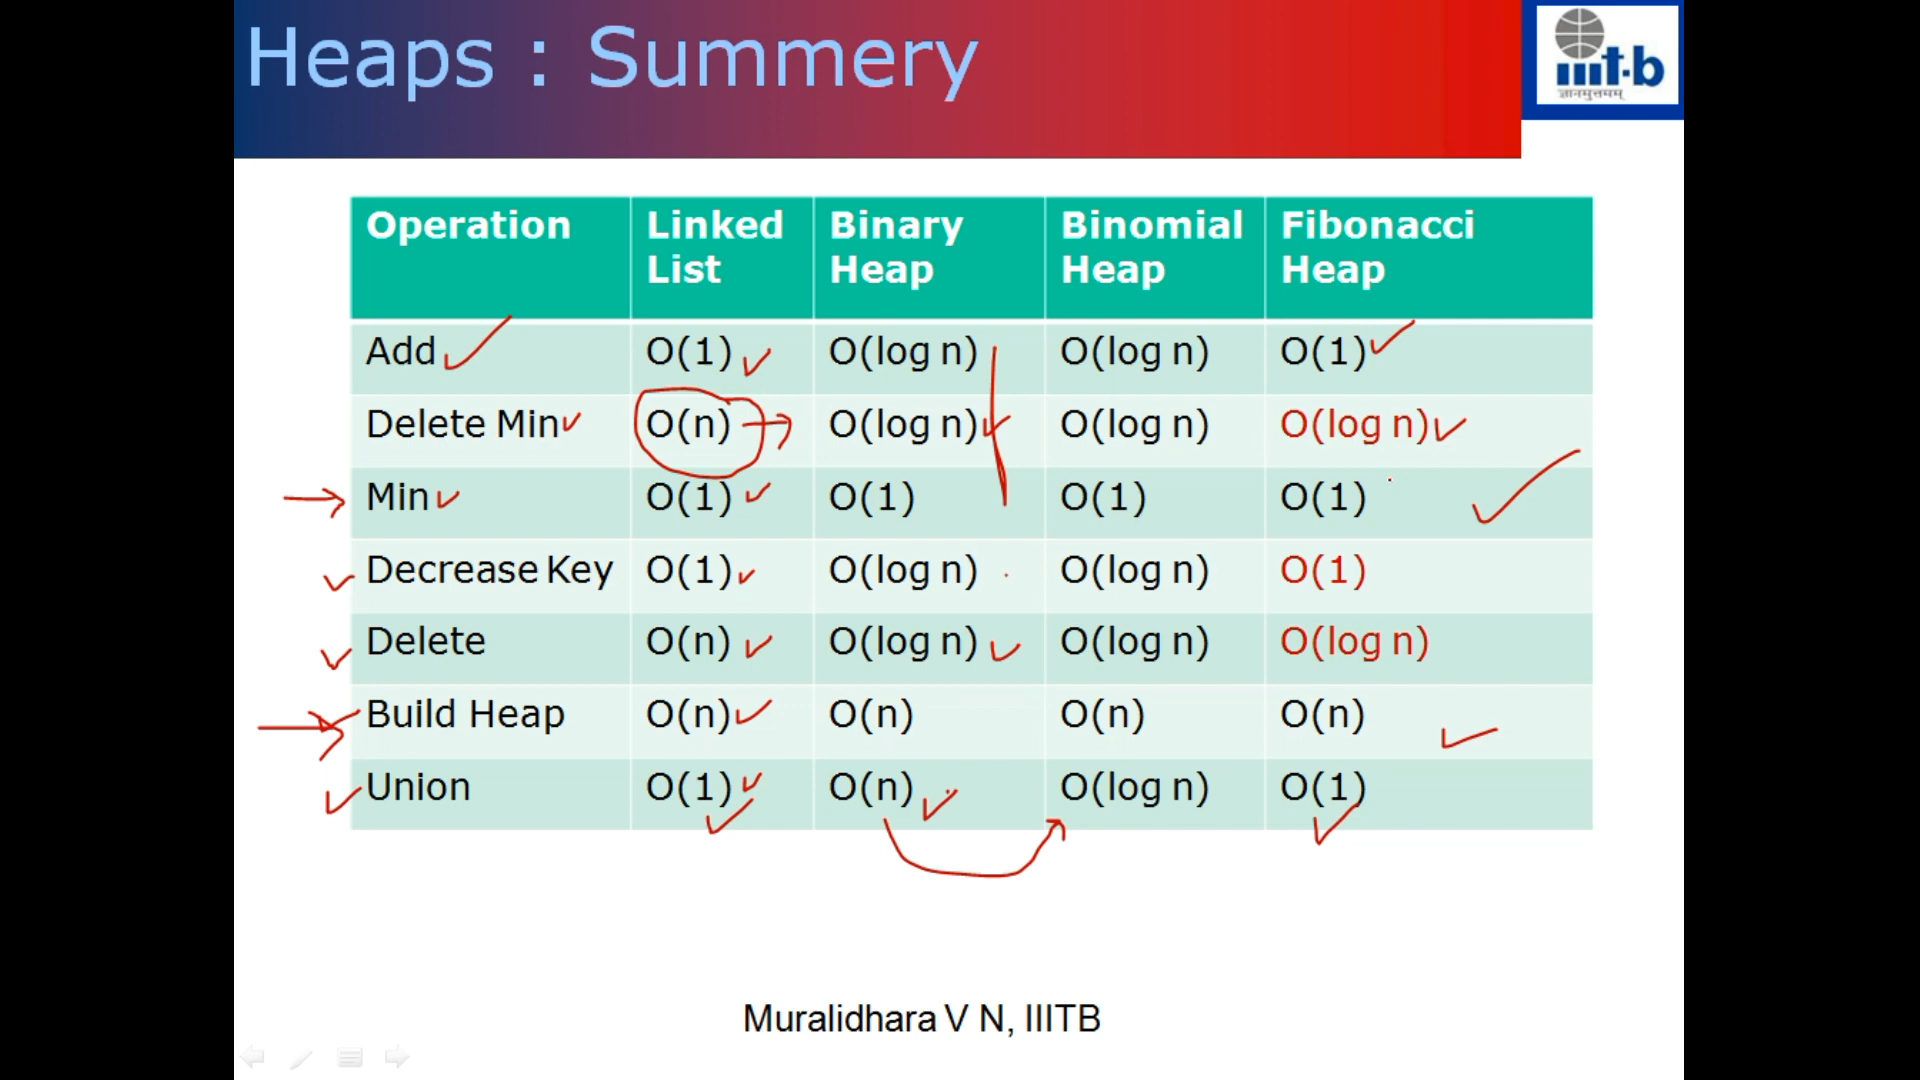 Heaps : Summery
iiit-b
ज्ञानमुत्तमम्
Operation Linked List Binary Heap Binomial Heap Fibonacci Heap
Add O(1) O(log n) O(log n) O(1)
Delete Min O(n) O(log n) O(log n) O(log n)
Min O(1) O(1) O(1) O(1)
Decrease Key O(1) O(log n) O(log n) O(1)
Delete O(n) O(log n) O(log n) O(log n)
Build Heap O(n) O(n) O(n) O(n)
Union O(1) O(n) O(log n) O(1)
Muralidhara V N, IIITB